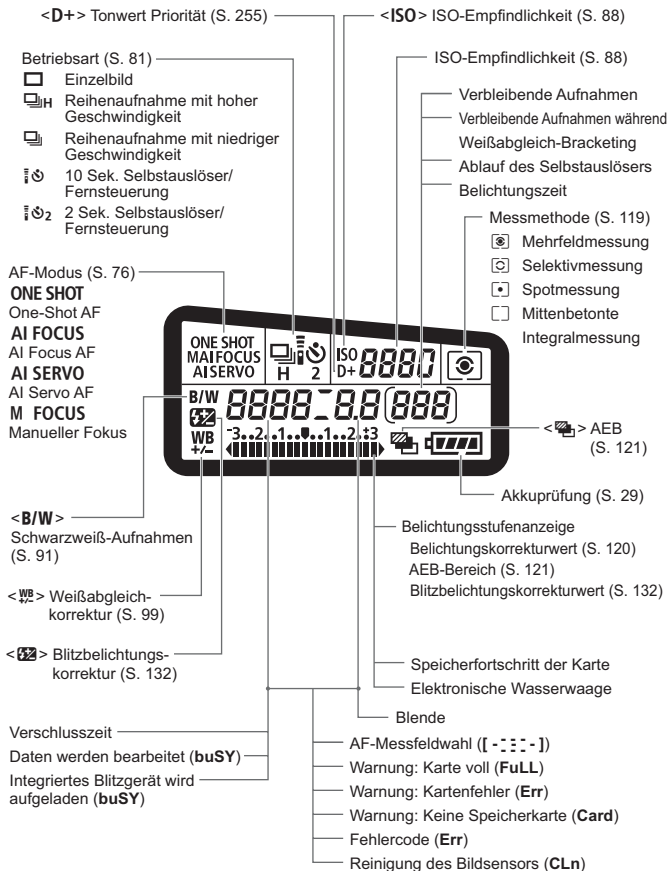 <D+> Tonwert Priorität (S. 255)
<ISO> ISO-Empfindlichkeit (S. 88)
Betriebsart (S. 81)
Einzelbild
H Reihenaufnahme mit hoher
Geschwindigkeit
Reihenaufnahme mit niedriger
Geschwindigkeit
10 Sek. Selbstauslöser/
Fernsteuerung
2 2 Sek. Selbstauslöser/
Fernsteuerung
ISO-Empfindlichkeit (S. 88)
Verbleibende Aufnahmen
Verbleibende Aufnahmen während
Weißabgleich-Bracketing
Ablauf des Selbstauslösers
Belichtungszeit
Messmethode (S. 119)
Mehrfeldmessung
Selektivmessung
Spotmessung
Mittenbetonte
Integralmessung
AF-Modus (S. 76)
ONE SHOT
One-Shot AF
AI FOCUS
AI Focus AF
AI SERVO
AI Servo AF
M FOCUS
Manueller Fokus
ONE SHOT
MAI FOCUS
AI SERVO
H 2
ISO
D+ 8888
B/W 8888 8.8 (888)
WB
+/-
-3..2..1..0..1..2..+3
<B/W>
Schwarzweiß-Aufnahmen
(S. 91)
<WB +/-> Weißabgleich-
korrektur (S. 99)
< > Blitzbelichtungs-
korrektur (S. 132)
< > AEB
(S. 121)
Akkuprüfung (S. 29)
Belichtungsstufenanzeige
Belichtungskorrekturwert (S. 120)
AEB-Bereich (S. 121)
Blitzbelichtungskorrekturwert (S. 132)
Speicherfortschritt der Karte
Elektronische Wasserwaage
Blende
Verschlusszeit
Daten werden bearbeitet (buSY)
Integriertes Blitzgerät wird
aufgeladen (buSY)
AF-Messfeldwahl ([ - - ])
Warnung: Karte voll (FuLL)
Warnung: Kartenfehler (Err)
Warnung: Keine Speicherkarte (Card)
Fehlercode (Err)
Reinigung des Bildsensors (CLn)